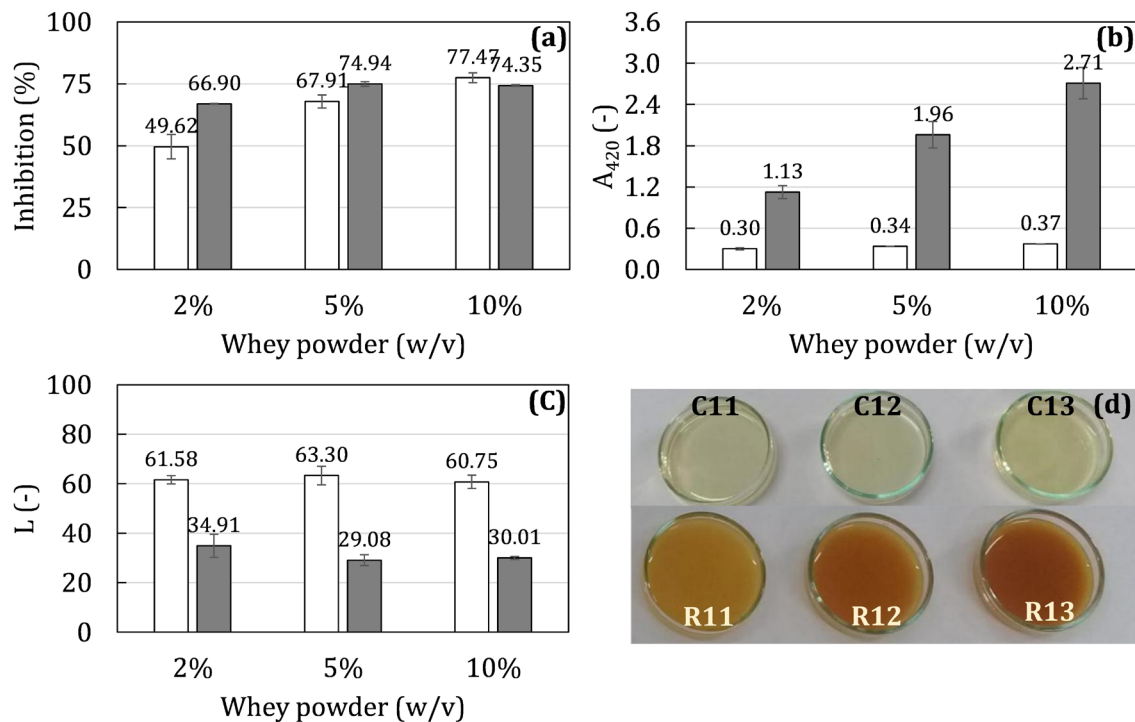 (a)
100
75
50
25
0
Inhibition (%)
49.62
66.90
67.91
74.94
77.47
74.35
2% 5% 10%
Whey powder (w/v)
(b)
3.6
3.0
2.4
1.8
1.2
0.6
0.0
A420 (-)
0.30
1.13
0.34
1.96
0.37
2.71
2% 5% 10%
Whey powder (w/v)
(C)
100
80
60
40
20
0
L (-)
61.58
34.91
63.30
29.08
60.75
30.01
2% 5% 10%
Whey powder (w/v)
C11 C12 C13 (d)
R11 R12 R13